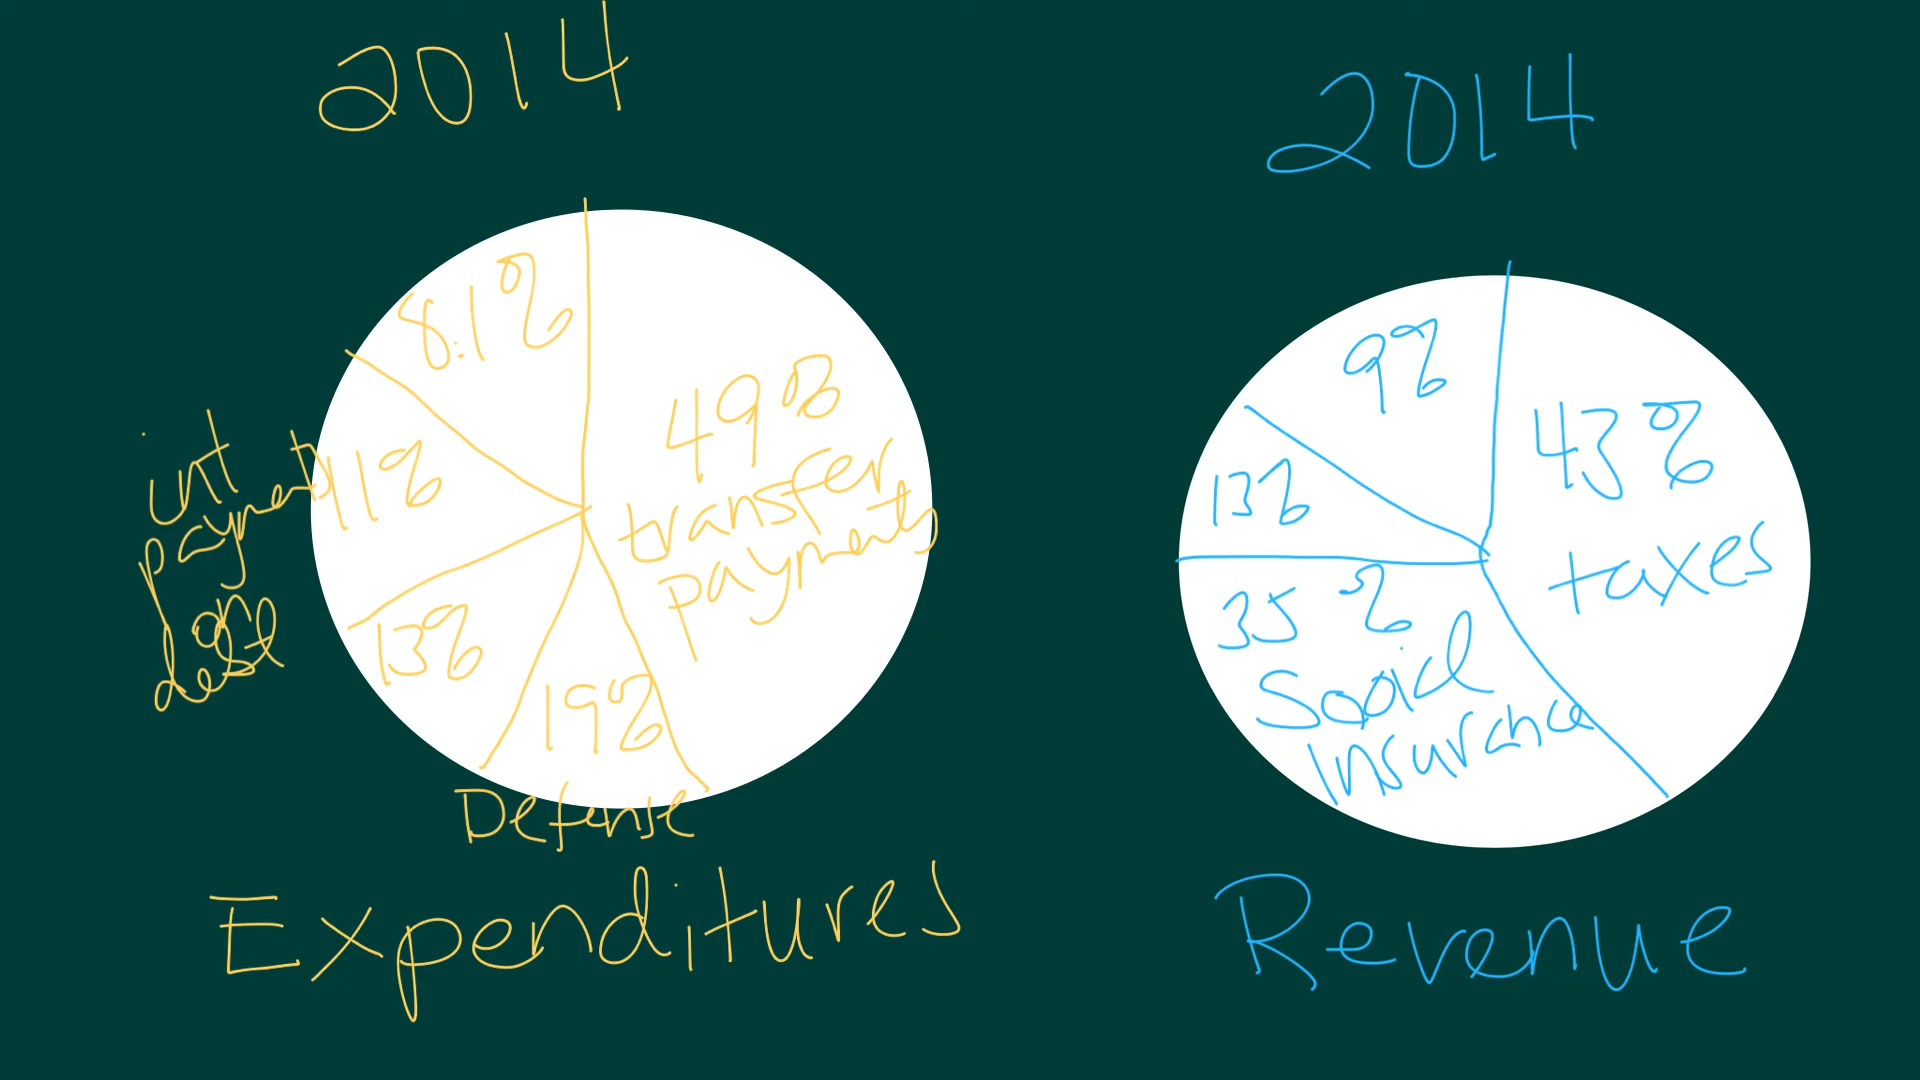 2014
8.1%
49%
transfer
payments
int
payments
on
debt
11%
13%
19%
Defense
Expenditures
2014
9%
43%
taxes
13%
35%
Social
Insurance
Revenue